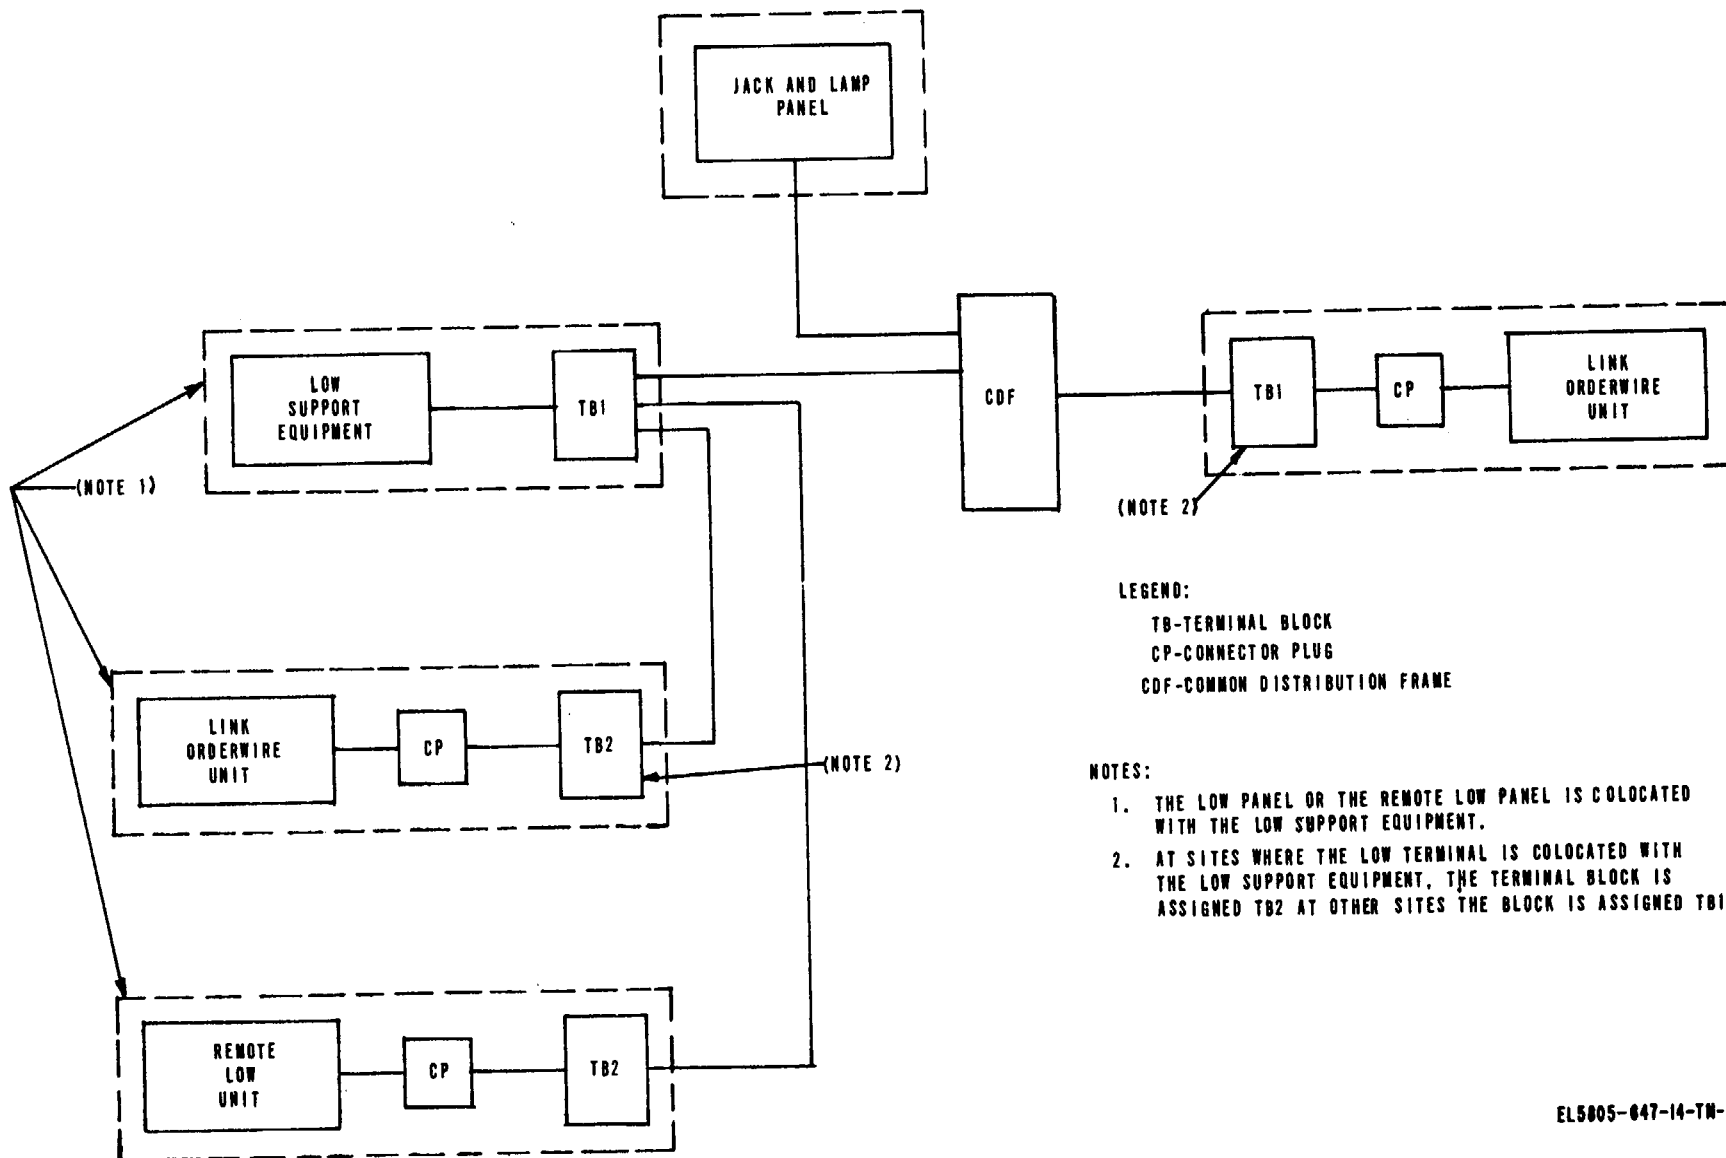 JACK AND LAMP
PANEL
LOW
SUPPORT
EQUIPMENT
TB1
CDF
TB1
CP
LINK
ORDERWIRE
UNIT
(NOTE 1)
(NOTE 2)
LEGEND:
TB-TERMINAL BLOCK
CP-CONNECTOR PLUG
CDF-COMMON DISTRIBUTION FRAME
LINK
ORDERWIRE
UNIT
CP
TB2
(NOTE 2)
NOTES:
1. THE LOW PANEL OR THE REMOTE LOW PANEL IS COLOCATED
WITH THE LOW SUPPORT EQUIPMENT.
2. AT SITES WHERE THE LOW TERMINAL IS COLOCATED WITH
THE LOW SUPPORT EQUIPMENT, THE TERMINAL BLOCK IS
ASSIGNED TB2 AT OTHER SITES THE BLOCK IS ASSIGNED TB1
REMOTE
LOW
UNIT
CP
TB2
EL5805-647-14-TM-